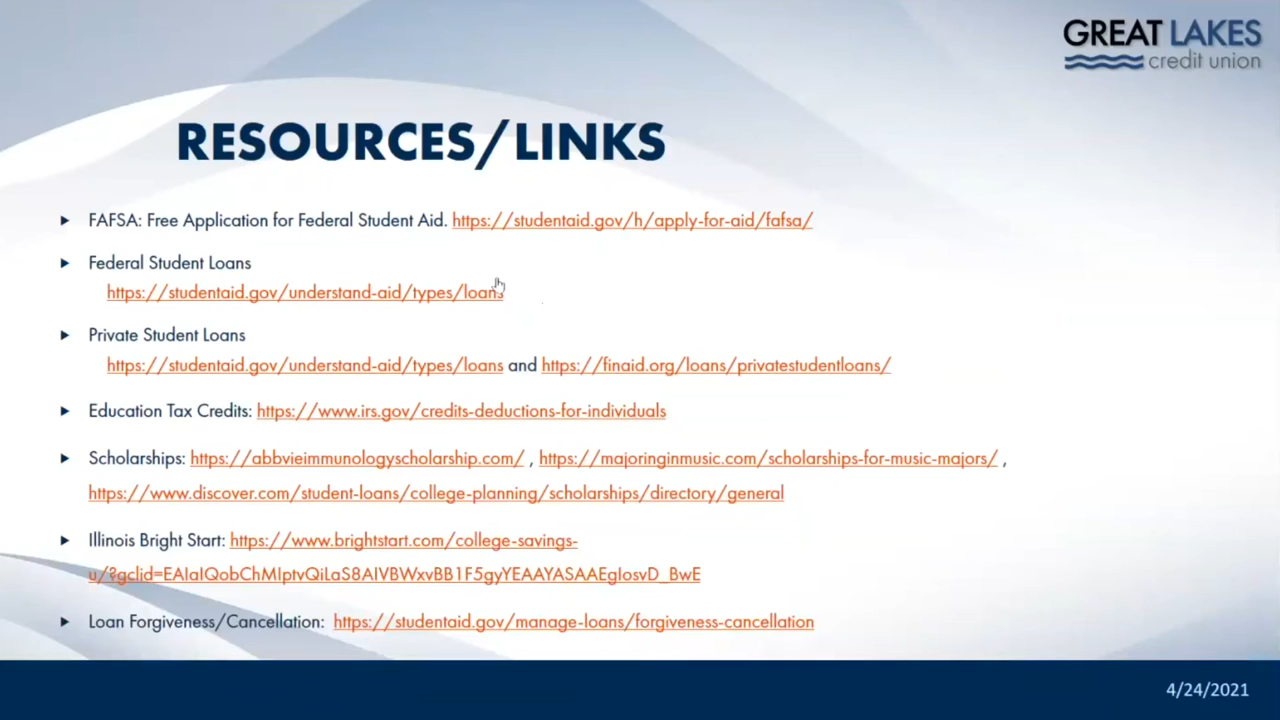 GREAT LAKES
credit union
RESOURCES/LINKS
FAFSA: Free Application for Federal Student Aid. https://studentaid.gov/h/apply-for-aid/fafsa/
Federal Student Loans
https://studentaid.gov/understand-aid/types/loans
Private Student Loans
https://studentaid.gov/understand-aid/types/loans and https://finaid.org/loans/privatestudentloans/
Education Tax Credits: https://www.irs.gov/credits-deductions-for-individuals
Scholarships: https://abbvieimmunologyscholarship.com/ , https://majoringinmusic.com/scholarships-for-music-majors/ ,
https://www.discover.com/student-loans/college-planning/scholarships/directory/general
Illinois Bright Start: https://www.brightstart.com/college-savings-
u/?gclid=EAIaIQobChMIptvQiLaS8AIVBWxvBB1F5gyYEAAYASAAEgIosvD_BwE
Loan Forgiveness/Cancellation: https://studentaid.gov/manage-loans/forgiveness-cancellation
4/24/2021